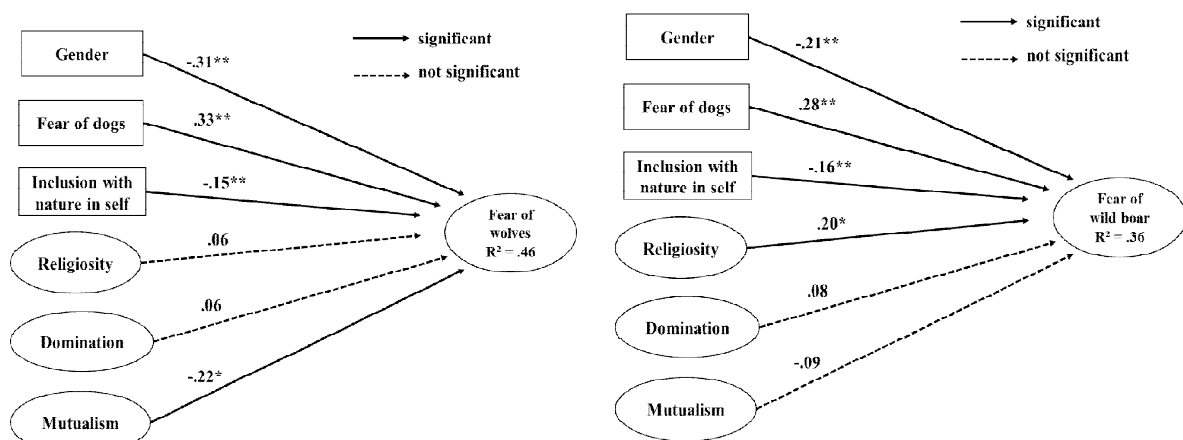 Gender
Fear of dogs
Inclusion with
nature in self
Religiosity
Domination
Mutualism
-.31**
.33**
-.15**
.06
.06
-.22*
significant
not significant
Fear of
wolves
R² = .46
Gender
Fear of dogs
Inclusion with
nature in self
Religiosity
Domination
Mutualism
-.21**
.28**
-.16**
.20*
.08
-.09
significant
not significant
Fear of
wild boar
R² = .36